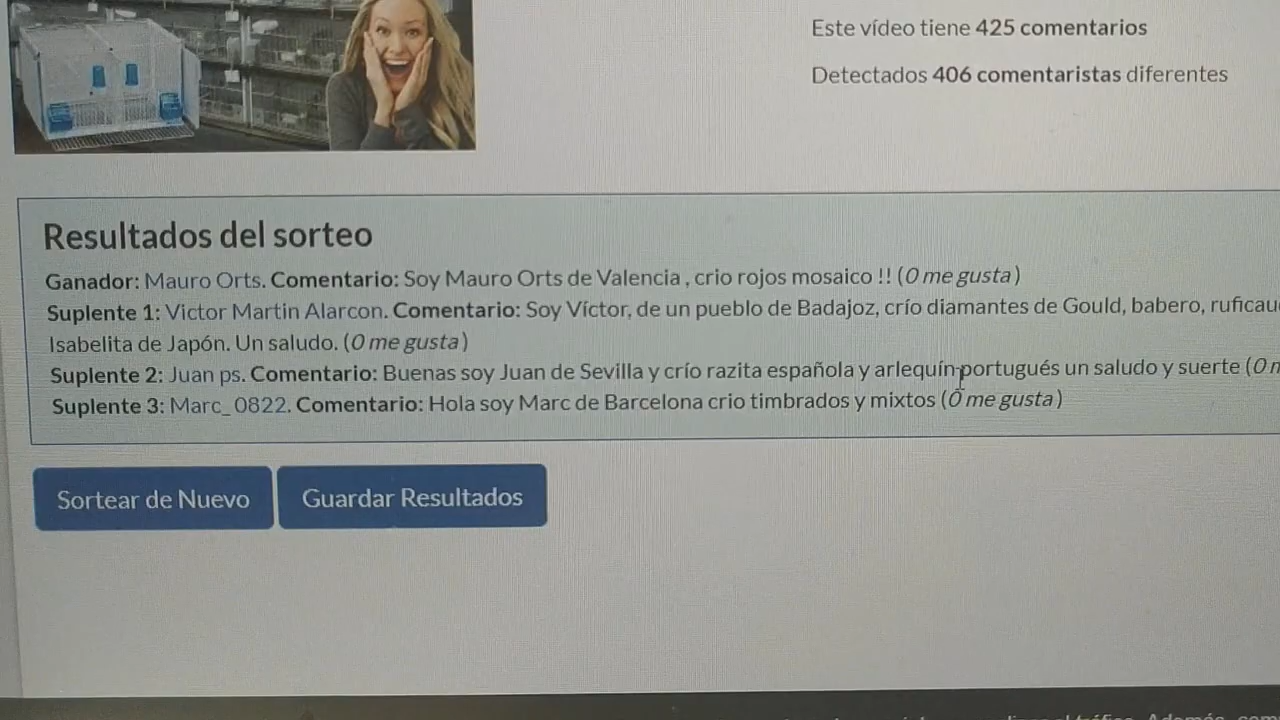 Este vídeo tiene 425 comentarios
Detectados 406 comentaristas diferentes
Resultados del sorteo
Ganador: Mauro Orts. Comentario: Soy Mauro Orts de Valencia , crio rojos mosaico !! (0 me gusta)
Suplente 1: Victor Martin Alarcon. Comentario: Soy Víctor, de un pueblo de Badajoz, crío diamantes de Gould, babero,
Isabelita de Japón. Un saludo. (0 me gusta)
Suplente 2: Juan ps. Comentario: Buenas soy Juan de Sevilla y crío razita española y arlequín portugués un saludo y suerte (0
Suplente 3: Marc_0822. Comentario: Hola soy Marc de Barcelona crio timbrados y mixtos (0 me gusta)
Sortear de Nuevo
Guardar Resultados